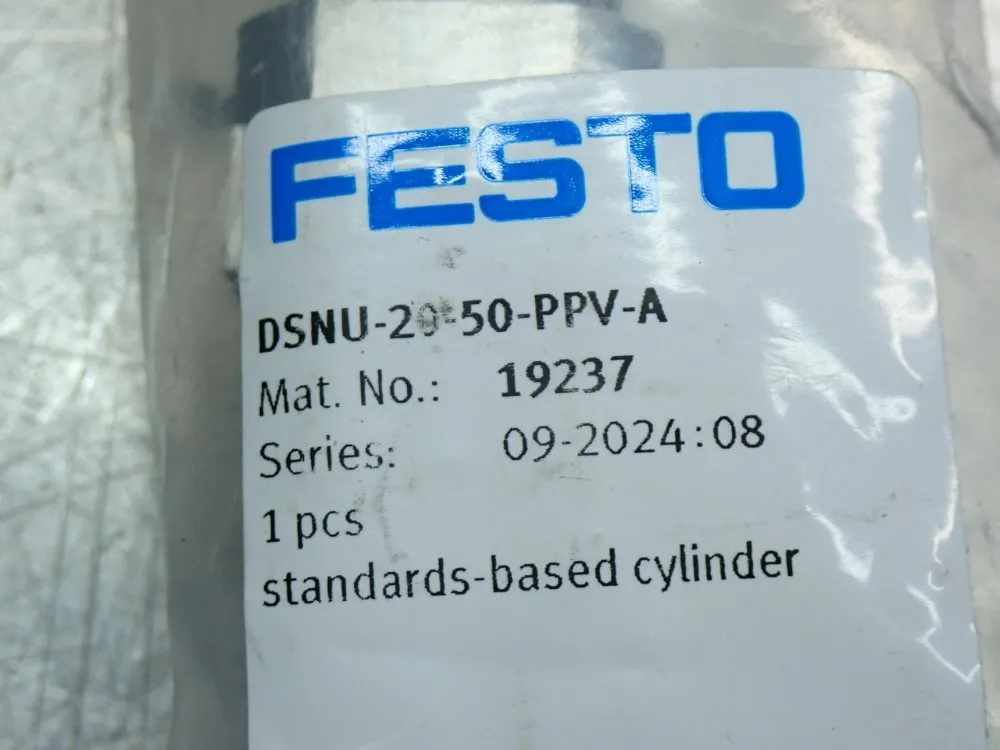 FESTO
DSNU-20-50-PPV-A
Mat. No.: 19237
Series: 09-2024:08
1 pcs
standards-based cylinder